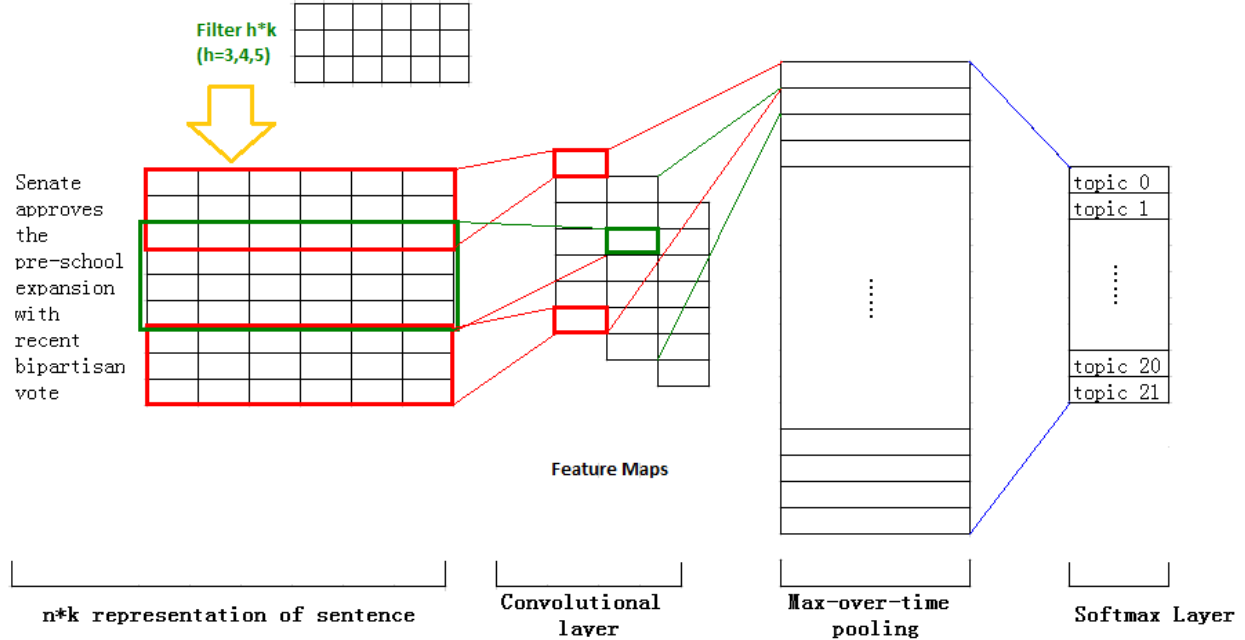 Filter h*k
(h=3,4,5)
Senate
approves
the
pre-school
expansion
with
recent
bipartisan
vote
Feature Maps
topic 0
topic 1
topic 20
topic 21
n*k representation of sentence
Convolutional
layer
Max-over-time
pooling
Softmax Layer